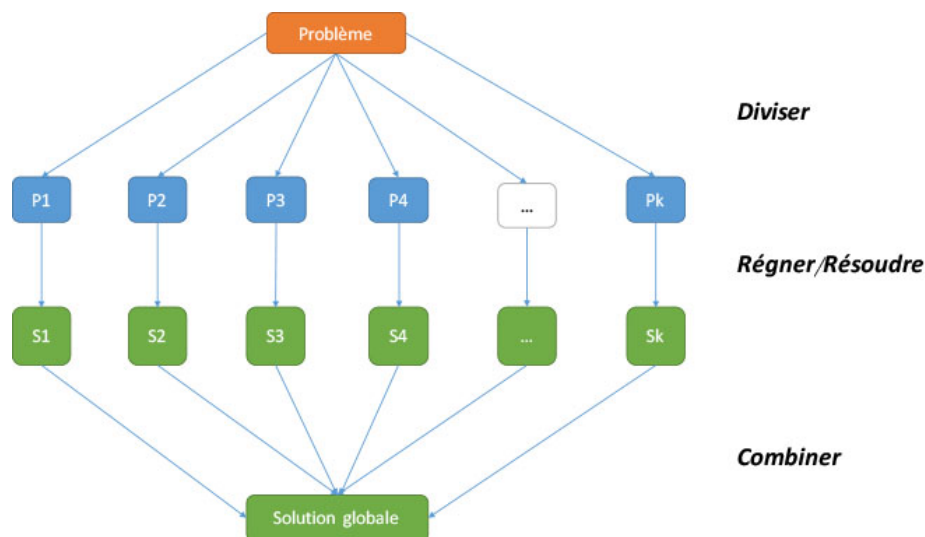 Problème
Diviser
P1 P2 P3 P4 ... Pk
Régner/Résoudre
S1 S2 S3 S4 ... Sk
Combiner
Solution globale